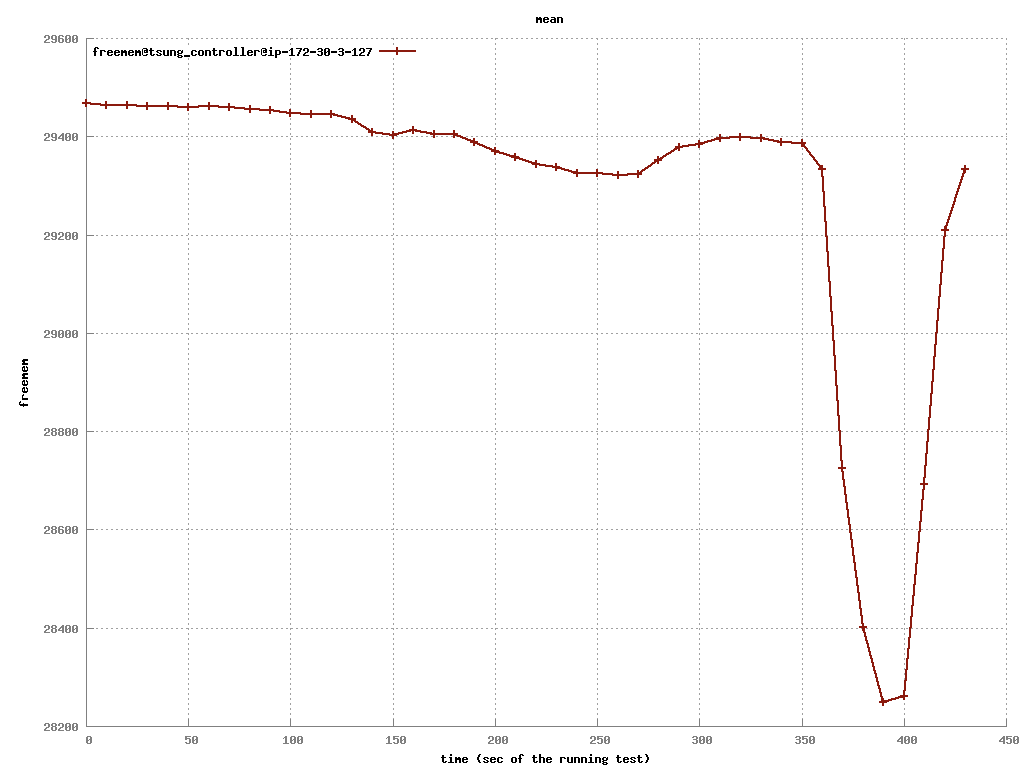 mean
29600
freemem@tsung_controller@ip-172-30-3-127
29400
29200
29000
freemem
28800
28600
28400
28200
0 50 100 150 200 250 300 350 400 450
time (sec of the running test)